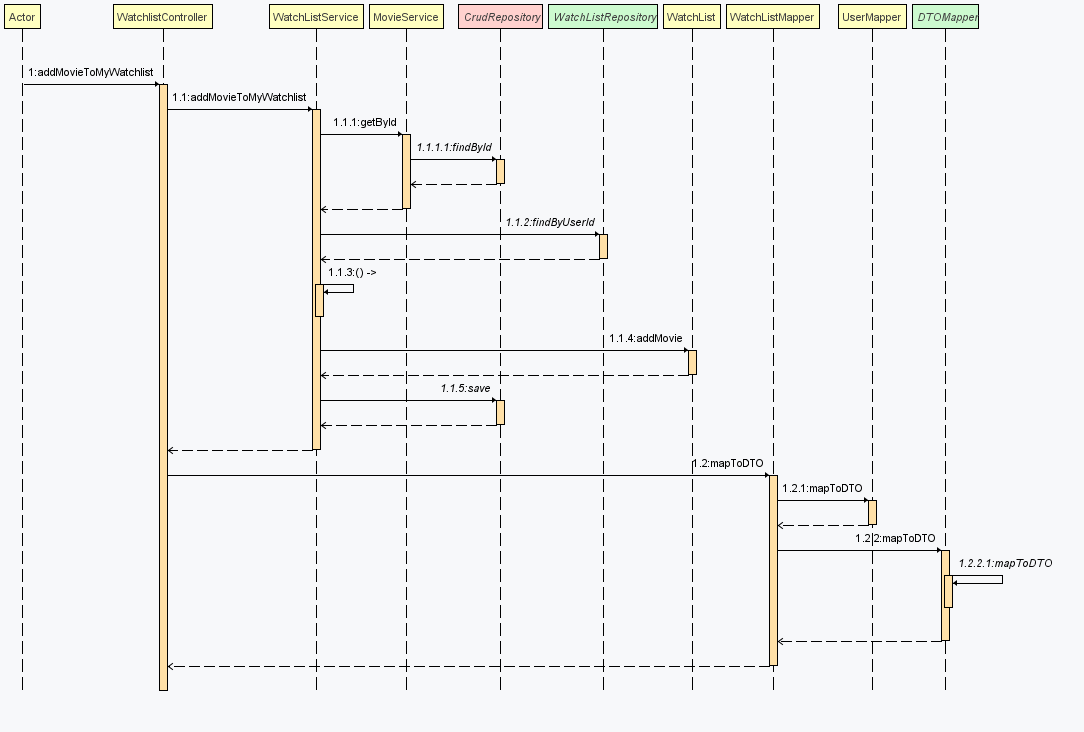 Actor
WatchlistController
WatchListService
MovieService
CrudRepository
WatchListRepository
WatchList
WatchListMapper
UserMapper
DTOMapper
1:addMovieToMyWatchlist
1.1:addMovieToMyWatchlist
1.1.1:getById
1.1.1.1:findById
1.1.2:findByUserId
1.1.3:() ->
1.1.4:addMovie
1.1.5:save
1.2:mapToDTO
1.2.1:mapToDTO
1.2.2:mapToDTO
1.2.2.1:mapToDTO